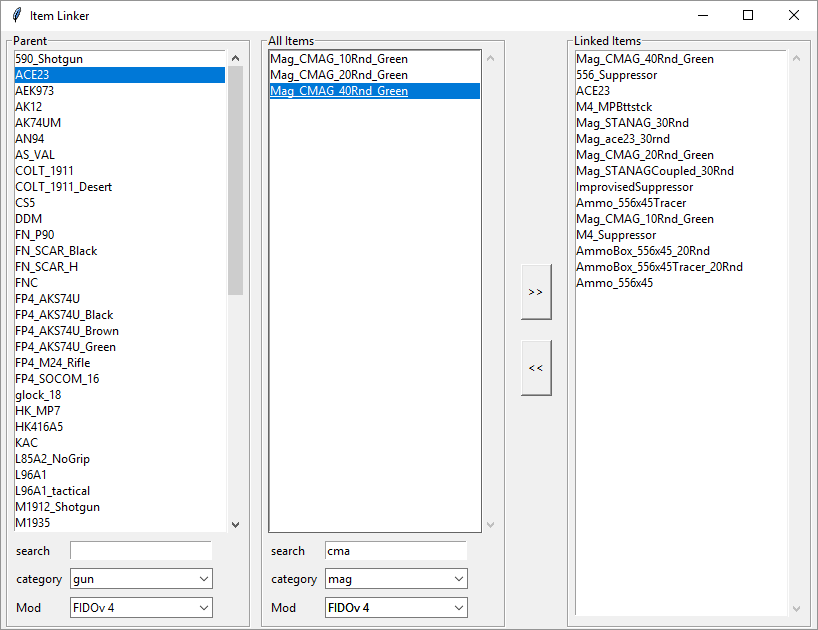 Item Linker
Parent
590_Shotgun
ACE23
AEK973
AK12
AK74UM
AN94
AS_VAL
COLT_1911
COLT_1911_Desert
CS5
DDM
FN_P90
FN_SCAR_Black
FN_SCAR_H
FNC
FP4_AKS74U
FP4_AKS74U_Black
FP4_AKS74U_Brown
FP4_AKS74U_Green
FP4_M24_Rifle
FP4_SOCOM_16
glock_18
HK_MP7
HK416A5
KAC
L85A2_NoGrip
L96A1
L96A1_tactical
M1912_Shotgun
M1935
search
category gun
Mod FIDOv 4
All Items
Mag_CMAG_10Rnd_Green
Mag_CMAG_20Rnd_Green
Mag_CMAG_40Rnd_Green
search cma
category mag
Mod FIDOv 4
>>
<<
Linked Items
Mag_CMAG_40Rnd_Green
556_Suppressor
ACE23
M4_MPBttstck
Mag_STANAG_30Rnd
Mag_ace23_30rnd
Mag_CMAG_20Rnd_Green
Mag_STANAGCoupled_30Rnd
ImprovisedSuppressor
Ammo_556x45Tracer
Mag_CMAG_10Rnd_Green
M4_Suppressor
AmmoBox_556x45_20Rnd
AmmoBox_556x45Tracer_20Rnd
Ammo_556x45